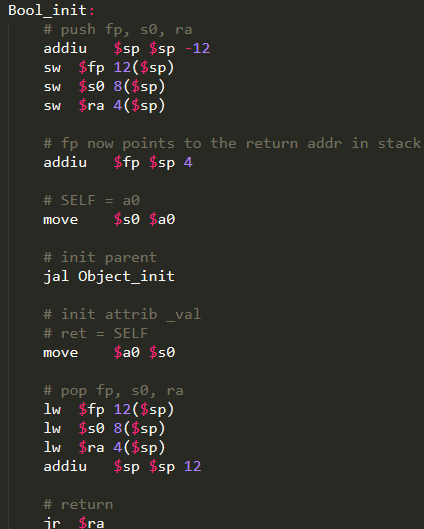 Bool_init:
# push fp, s0, ra
addiu $sp $sp -12
sw $fp 12($sp)
sw $s0 8($sp)
sw $ra 4($sp)
# fp now points to the return addr in stack
addiu $fp $sp 4
# SELF = a0
move $s0 $a0
# init parent
jal Object_init
# init attrib _val
# ret = SELF
move $a0 $s0
# pop fp, s0, ra
lw $fp 12($sp)
lw $s0 8($sp)
lw $ra 4($sp)
addiu $sp $sp 12
# return
jr $ra